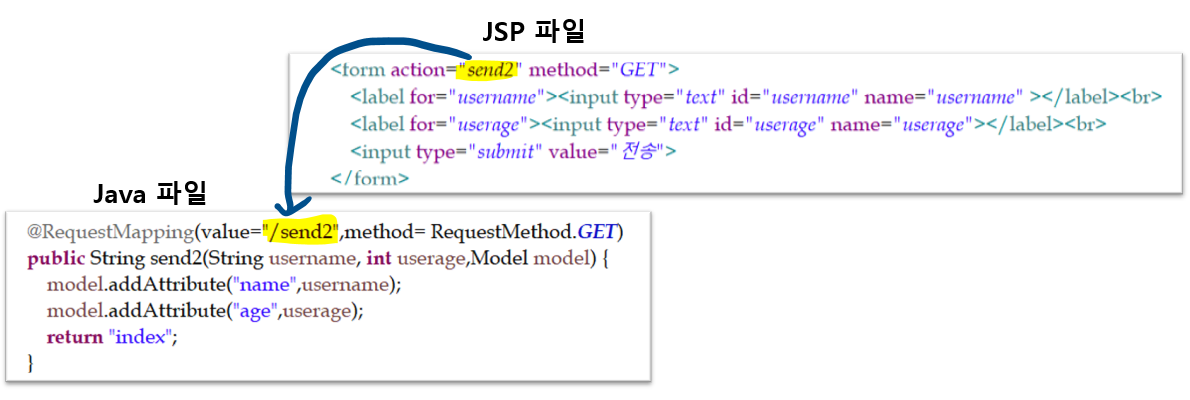 JSP 파일
<form action="send2" method="GET">
<label for="username"><input type="text" id="username" name="username" ></label><br>
<label for="userage"><input type="text" id="userage" name="userage"></label><br>
<input type="submit" value="전송">
</form>
Java 파일
@RequestMapping(value="/send2",method= RequestMethod.GET)
public String send2(String username, int userage,Model model) {
model.addAttribute("name",username);
model.addAttribute("age",userage);
return "index";
}